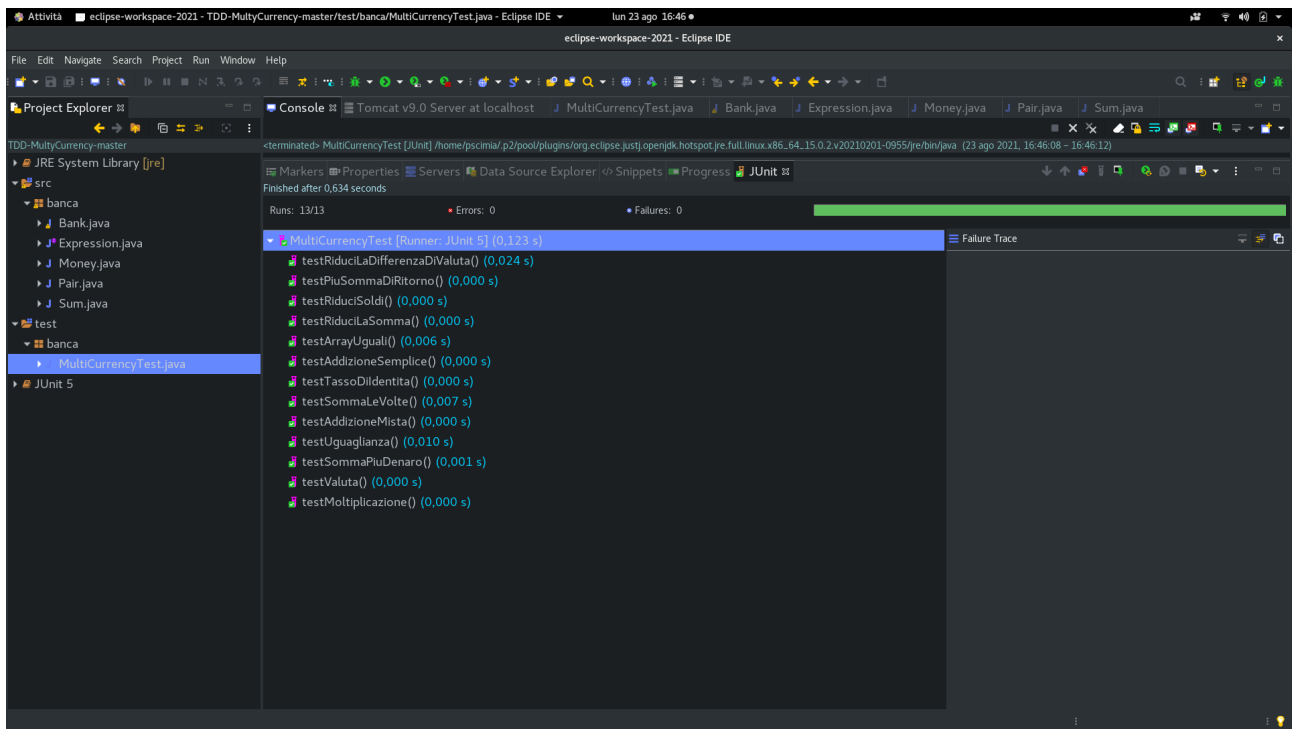 Attività eclipse-workspace-2021 - TDD-MultyCurrency-master/test/banca/MultiCurrencyTest.java - Eclipse IDE lun 23 ago 16:46
eclipse-workspace-2021 - Eclipse IDE
File Edit Navigate Search Project Run Window Help
Project Explorer Console Tomcat v9.0 Server at localhost MultiCurrencyTest.java Bank.java Expression.java Money.java Pair.java Sum.java
TDD-MultyCurrency-master <terminated> MultiCurrencyTest [JUnit] /home/pscimia/.p2/pool/plugins/org.eclipse.justj.openjdk.hotspot.jre.full.linux.x86_64_15.0.2.v20210201-0955/jre/bin/java (23 ago 2021, 16:46:08 – 16:46:12)
JRE System Library [jre]
src
banca
Bank.java
Expression.java
Money.java
Pair.java
Sum.java
test
banca
MultiCurrencyTest.java
JUnit 5
Markers Properties Servers Data Source Explorer Snippets Progress JUnit
Finished after 0,634 seconds
Runs: 13/13 Errors: 0 Failures: 0
MultiCurrencyTest [Runner: JUnit 5] (0,123 s)
testRiduciLaDifferenzaDiValuta() (0,024 s)
testPiuSommaDiRitorno() (0,000 s)
testRiduciSoldi() (0,000 s)
testRiduciLaSomma() (0,000 s)
testArrayUguali() (0,006 s)
testAddizioneSemplice() (0,000 s)
testTassoDiIdentita() (0,000 s)
testSommaLeVolte() (0,007 s)
testAddizioneMista() (0,000 s)
testUguaglianza() (0,010 s)
testSommaPiuDenaro() (0,001 s)
testValuta() (0,000 s)
testMoltiplicazione() (0,000 s)
Failure Trace